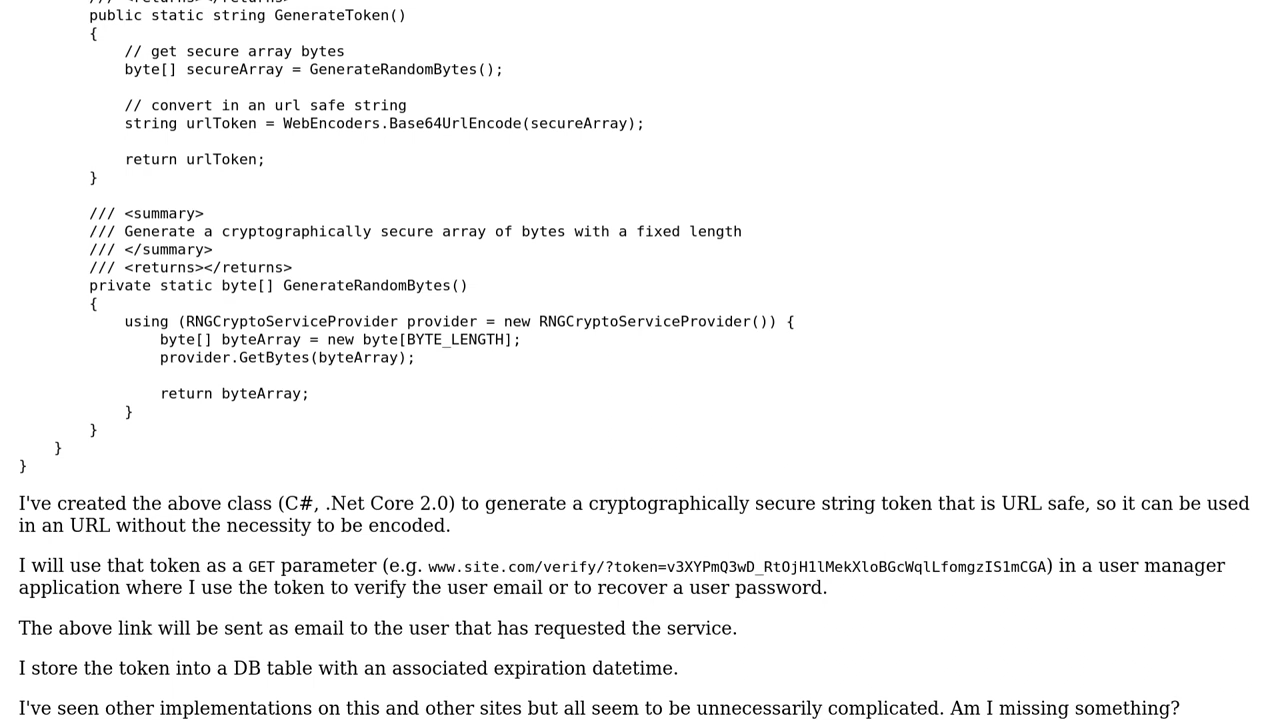 /// <returns></returns>
public static string GenerateToken()
{
// get secure array bytes
byte[] secureArray = GenerateRandomBytes();
// convert in an url safe string
string urlToken = WebEncoders.Base64UrlEncode(secureArray);
return urlToken;
}
/// <summary>
/// Generate a cryptographically secure array of bytes with a fixed length
/// </summary>
/// <returns></returns>
private static byte[] GenerateRandomBytes()
{
using (RNGCryptoServiceProvider provider = new RNGCryptoServiceProvider()) {
byte[] byteArray = new byte[BYTE_LENGTH];
provider.GetBytes(byteArray);
return byteArray;
}
}
}
}
I've created the above class (C#, .Net Core 2.0) to generate a cryptographically secure string token that is URL safe, so it can be used
in an URL without the necessity to be encoded.
I will use that token as a GET parameter (e.g. www.site.com/verify/?token=v3XYPmQ3wD_RtOjH1lMekXloBGcWqlLfomgzIS1mCGA) in a user manager
application where I use the token to verify the user email or to recover a user password.
The above link will be sent as email to the user that has requested the service.
I store the token into a DB table with an associated expiration datetime.
I've seen other implementations on this and other sites but all seem to be unnecessarily complicated. Am I missing something?